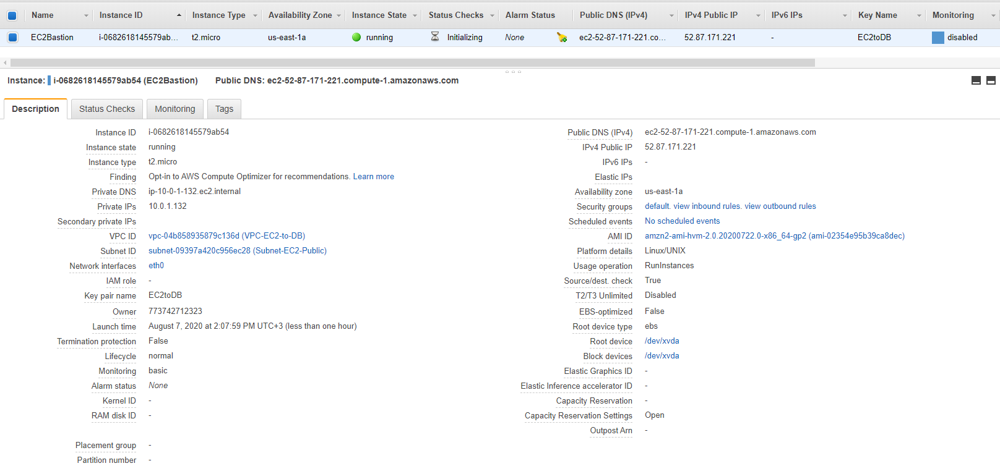 Name Instance ID Instance Type Availability Zone Instance State Status Checks Alarm Status Public DNS (IPv4) IPv4 Public IP IPv6 IPs Key Name Monitoring
EC2Bastion i-0682618145579ab... t2.micro us-east-1a running Initializing None ec2-52-87-171-221.co... 52.87.171.221 - EC2toDB disabled
Instance: i-0682618145579ab54 (EC2Bastion) Public DNS: ec2-52-87-171-221.compute-1.amazonaws.com
Description Status Checks Monitoring Tags
Instance ID i-0682618145579ab54
Instance state running
Instance type t2.micro
Finding Opt-in to AWS Compute Optimizer for recommendations. Learn more
Private DNS ip-10-0-1-132.ec2.internal
Private IPs 10.0.1.132
Secondary private IPs
VPC ID vpc-04b858935879c136d (VPC-EC2-to-DB)
Subnet ID subnet-09397a420c956ec28 (Subnet-EC2-Public)
Network interfaces eth0
IAM role -
Key pair name EC2toDB
Owner 773742712323
Launch time August 7, 2020 at 2:07:59 PM UTC+3 (less than one hour)
Termination protection False
Lifecycle normal
Monitoring basic
Alarm status None
Kernel ID -
RAM disk ID -
Placement group -
Partition number -
Public DNS (IPv4) ec2-52-87-171-221.compute-1.amazonaws.com
IPv4 Public IP 52.87.171.221
IPv6 IPs -
Elastic IPs
Availability zone us-east-1a
Security groups default. view inbound rules. view outbound rules
Scheduled events No scheduled events
AMI ID amzn2-ami-hvm-2.0.20200722.0-x86_64-gp2 (ami-02354e95b39ca8dec)
Platform details Linux/UNIX
Usage operation RunInstances
Source/dest. check True
T2/T3 Unlimited Disabled
EBS-optimized False
Root device type ebs
Root device /dev/xvda
Block devices /dev/xvda
Elastic Graphics ID -
Elastic Inference accelerator ID -
Capacity Reservation -
Capacity Reservation Settings Open
Outpost Arn -